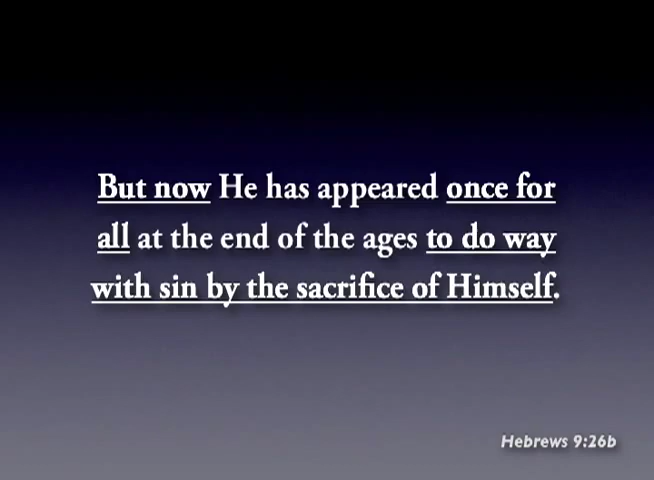 But now He has appeared once for
all at the end of the ages to do way
with sin by the sacrifice of Himself.
Hebrews 9:26b